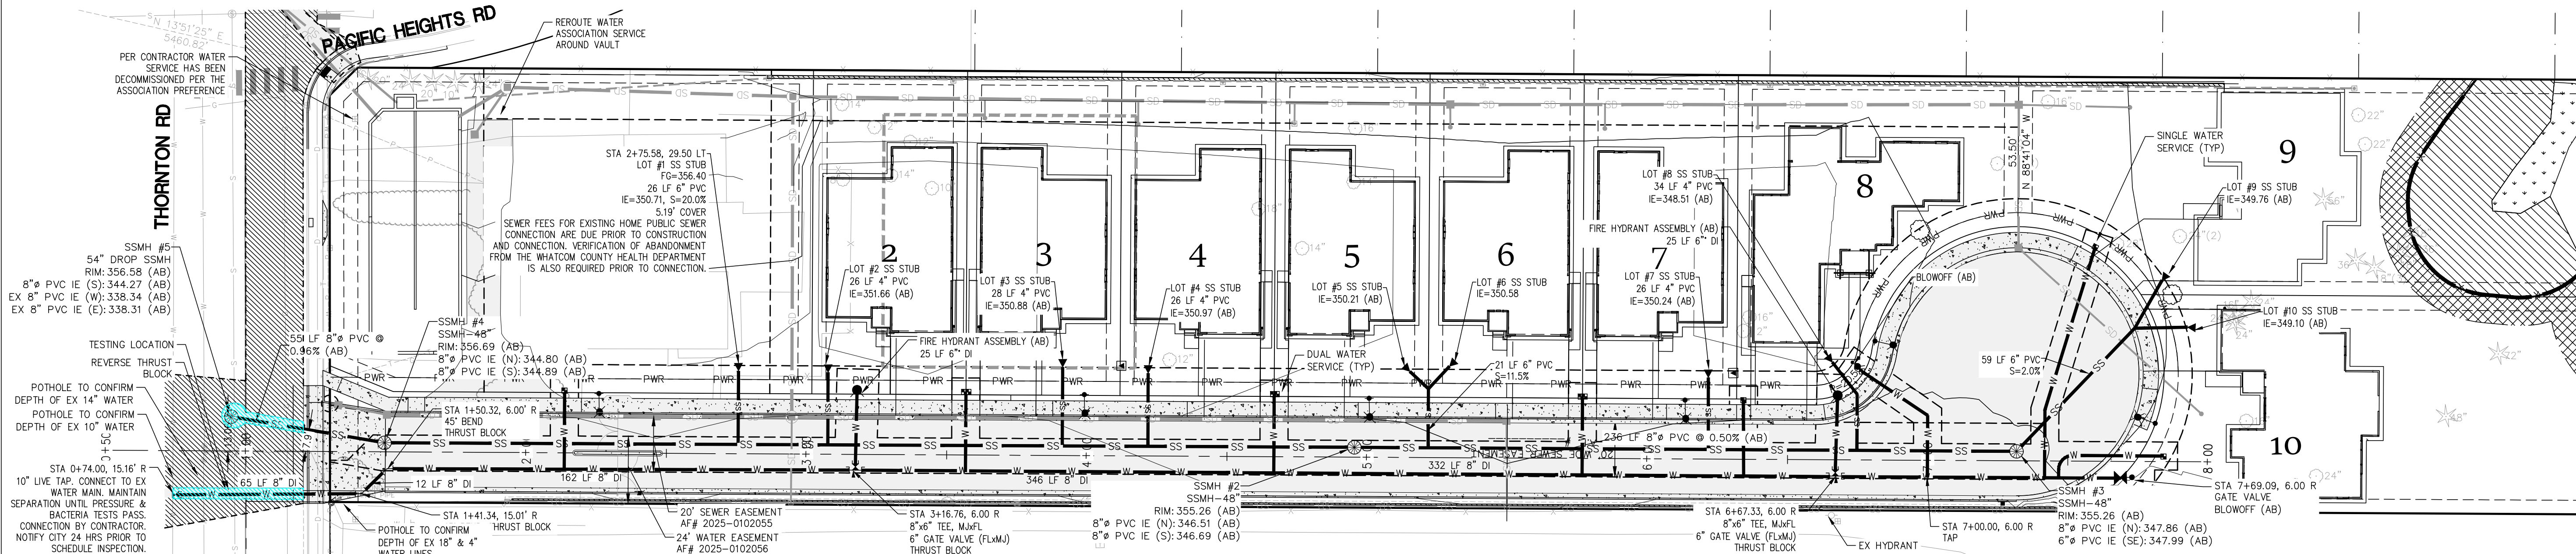 PACIFIC HEIGHTS RD
N 13°51'25" E
5460.82'
REROUTE WATER
ASSOCIATION SERVICE
AROUND VAULT
PER CONTRACTOR WATER
SERVICE HAS BEEN
DECOMMISSIONED PER THE
ASSOCIATION PREFERENCE
THORNTON RD
STA 2+75.58, 29.50 LT
LOT #1 SS STUB
FG=356.40
26 LF 6" PVC
IE=350.71, S=20.0%
5.19' COVER
SEWER FEES FOR EXISTING HOME PUBLIC SEWER
CONNECTION ARE DUE PRIOR TO CONSTRUCTION
AND CONNECTION. VERIFICATION OF ABANDONMENT
FROM THE WHATCOM COUNTY HEALTH DEPARTMENT
IS ALSO REQUIRED PRIOR TO CONNECTION.
SSMH #5
54" DROP SSMH
RIM: 356.58 (AB)
8"ø PVC IE (S): 344.27 (AB)
EX 8" PVC IE (W): 338.34 (AB)
EX 8" PVC IE (E): 338.31 (AB)
TESTING LOCATION
REVERSE THRUST
BLOCK
POTHOLE TO CONFIRM
DEPTH OF EX 14" WATER
POTHOLE TO CONFIRM
DEPTH OF EX 10" WATER
STA 0+74.00, 15.16' R
10" LIVE TAP. CONNECT TO EX
WATER MAIN. MAINTAIN
SEPARATION UNTIL PRESSURE &
BACTERIA TESTS PASS.
CONNECTION BY CONTRACTOR.
NOTIFY CITY 24 HRS PRIOR TO
SCHEDULE INSPECTION.
55 LF 8"ø PVC @
0.96% (AB)
SSMH #4
SSMH-48"
RIM: 356.69 (AB)
8"ø PVC IE (N): 344.80 (AB)
8"ø PVC IE (S): 344.89 (AB)
STA 1+50.32, 6.00' R
45° BEND
THRUST BLOCK
65 LF 8" DI
12 LF 8" DI
162 LF 8" DI
STA 1+41.34, 15.01' R
THRUST BLOCK
POTHOLE TO CONFIRM
DEPTH OF EX 18" & 4"
WATER LINES
20' SEWER EASEMENT
AF# 2025-0102055
24' WATER EASEMENT
AF# 2025-0102056
2
3
4
5
6
7
8
9
10
LOT #2 SS STUB
26 LF 4" PVC
IE=351.66 (AB)
LOT #3 SS STUB
28 LF 4" PVC
IE=350.88 (AB)
LOT #4 SS STUB
26 LF 4" PVC
IE=350.97 (AB)
LOT #5 SS STUB
IE=350.21 (AB)
LOT #6 SS STUB
IE=350.58
LOT #7 SS STUB
26 LF 4" PVC
IE=350.24 (AB)
LOT #8 SS STUB
34 LF 4" PVC
IE=348.51 (AB)
FIRE HYDRANT ASSEMBLY (AB)
25 LF 6"' DI
FIRE HYDRANT ASSEMBLY (AB)
25 LF 6"' DI
DUAL WATER
SERVICE (TYP)
21 LF 6" PVC
S=11.5%
236 LF 8"ø PVC @ 0.50% (AB)
20' WIDE SEWER EASEMENT
332 LF 8" DI
346 LF 8" DI
STA 3+16.76, 6.00 R
8"x6" TEE, MJxFL
6" GATE VALVE (FLxMJ)
THRUST BLOCK
SSMH #2
SSMH-48"
RIM: 355.26 (AB)
8"ø PVC IE (N): 346.51 (AB)
8"ø PVC IE (S): 346.69 (AB)
STA 6+67.33, 6.00 R
8"x6" TEE, MJxFL
6" GATE VALVE (FLxMJ)
THRUST BLOCK
EX HYDRANT
STA 7+00.00, 6.00 R
TAP
SSMH #3
SSMH-48"
RIM: 355.26 (AB)
8"ø PVC IE (N): 347.86 (AB)
6"ø PVC IE (SE): 347.99 (AB)
STA 7+69.09, 6.00 R
GATE VALVE
BLOWOFF (AB)
8+00
BLOWOFF (AB)
59 LF 6" PVC
S=2.0%
53.50'
N 88°41'04" W
SINGLE WATER
SERVICE (TYP)
LOT #9 SS STUB
IE=349.76 (AB)
LOT #10 SS STUB
IE=349.10 (AB)